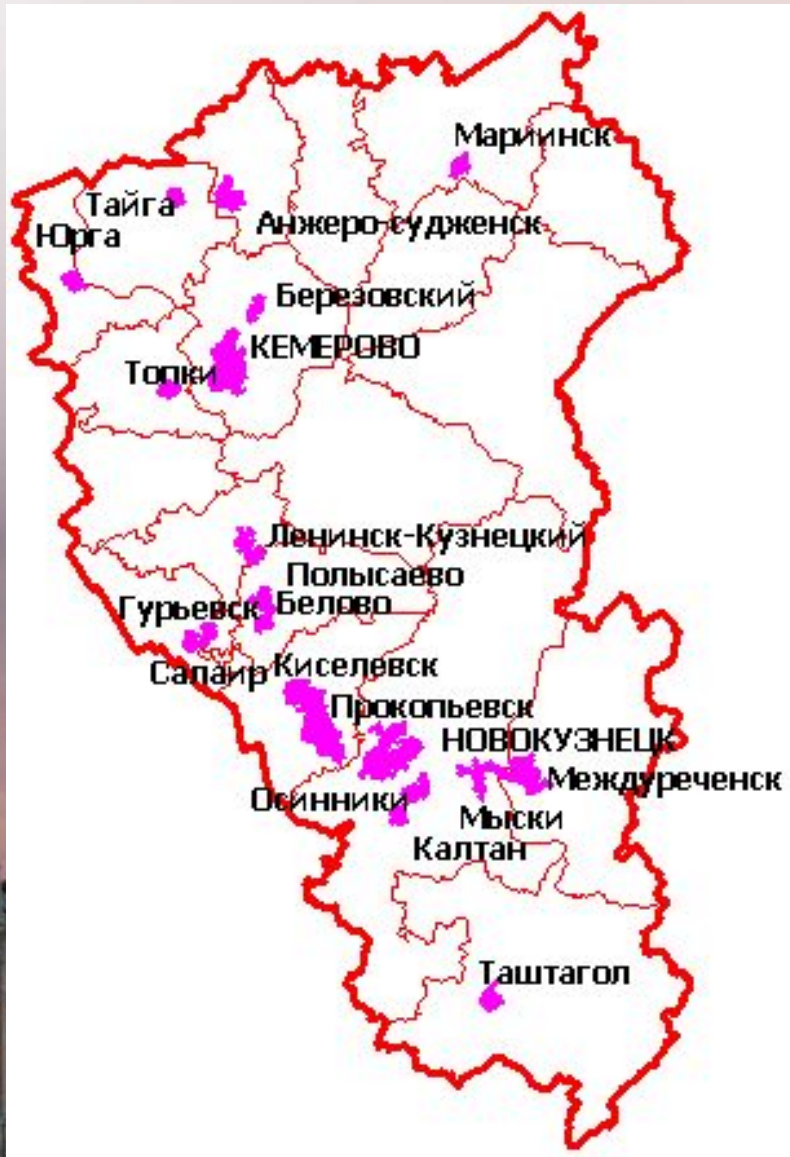 Мариинск
Тайга
Анжеро-судженск
Юрга
Березовский
КЕМЕРОВО
Топки
Ленинск-Кузнецкий
Полысаево
Гурьевск
Белово
Салаир
Киселевск
Прокопьевск
НОВОКУЗНЕЦК
Междуреченск
Осинники
Мыски
Калтан
Таштагол